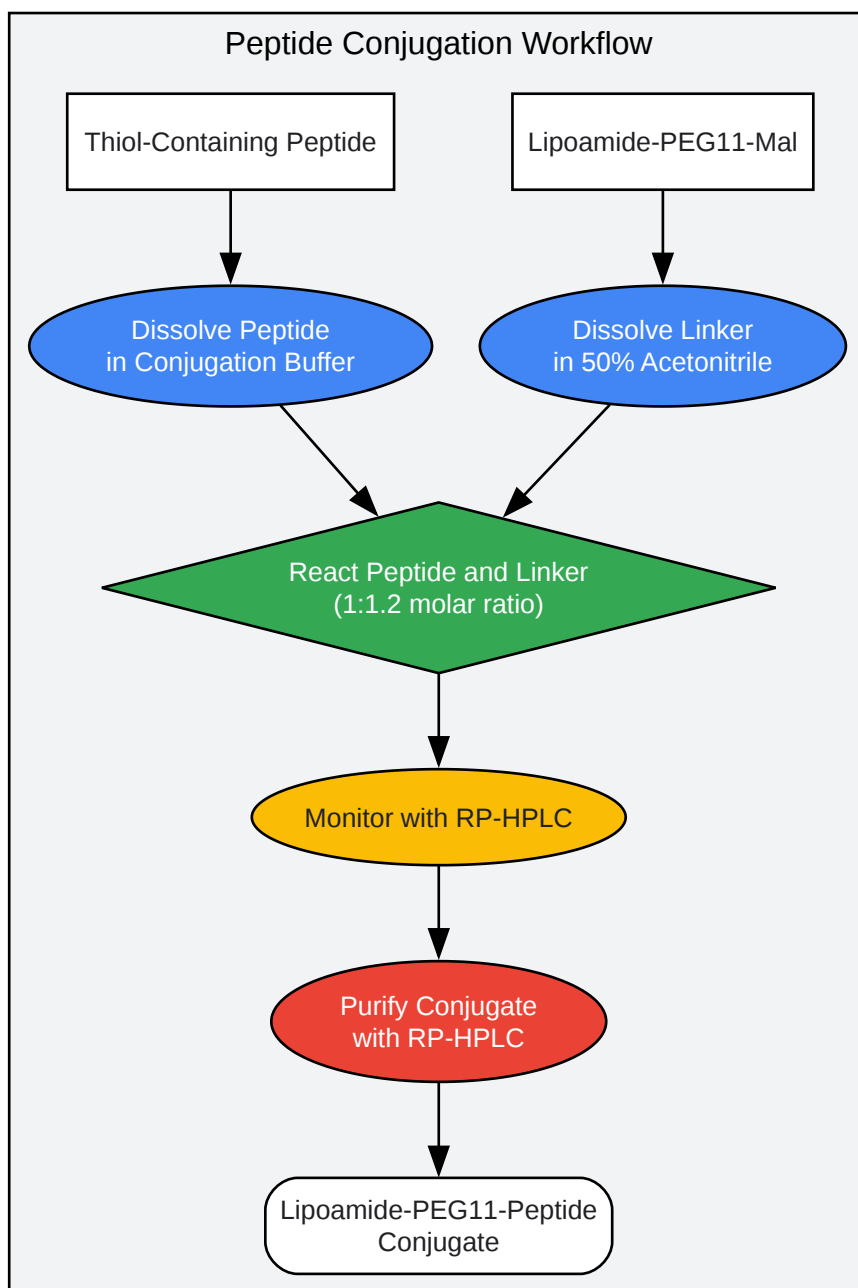 Peptide Conjugation Workflow
Thiol-Containing Peptide
Lipoamide-PEG11-Mal
Dissolve Peptide
in Conjugation Buffer
Dissolve Linker
in 50% Acetonitrile
React Peptide and Linker
(1:1.2 molar ratio)
Monitor with RP-HPLC
Purify Conjugate
with RP-HPLC
Lipoamide-PEG11-Peptide
Conjugate